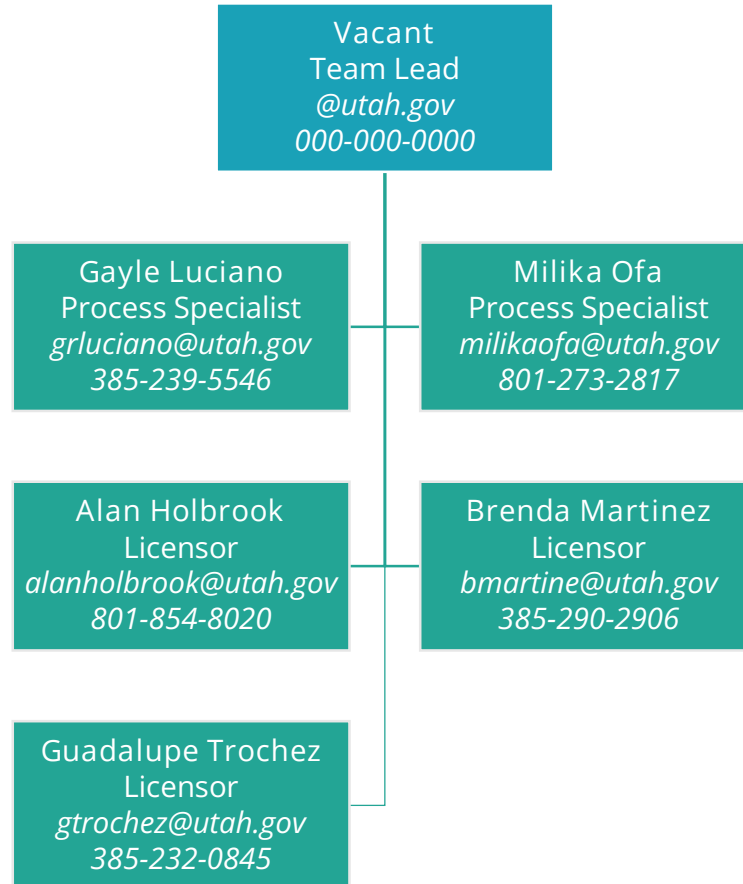 Vacant
Team Lead
@utah.gov
000-000-0000
Gayle Luciano
Process Specialist
grluciano@utah.gov
385-239-5546
Milika Ofa
Process Specialist
milikaofa@utah.gov
801-273-2817
Alan Holbrook
Licensor
alanholbrook@utah.gov
801-854-8020
Brenda Martinez
Licensor
bmartine@utah.gov
385-290-2906
Guadalupe Trochez
Licensor
gtrochez@utah.gov
385-232-0845